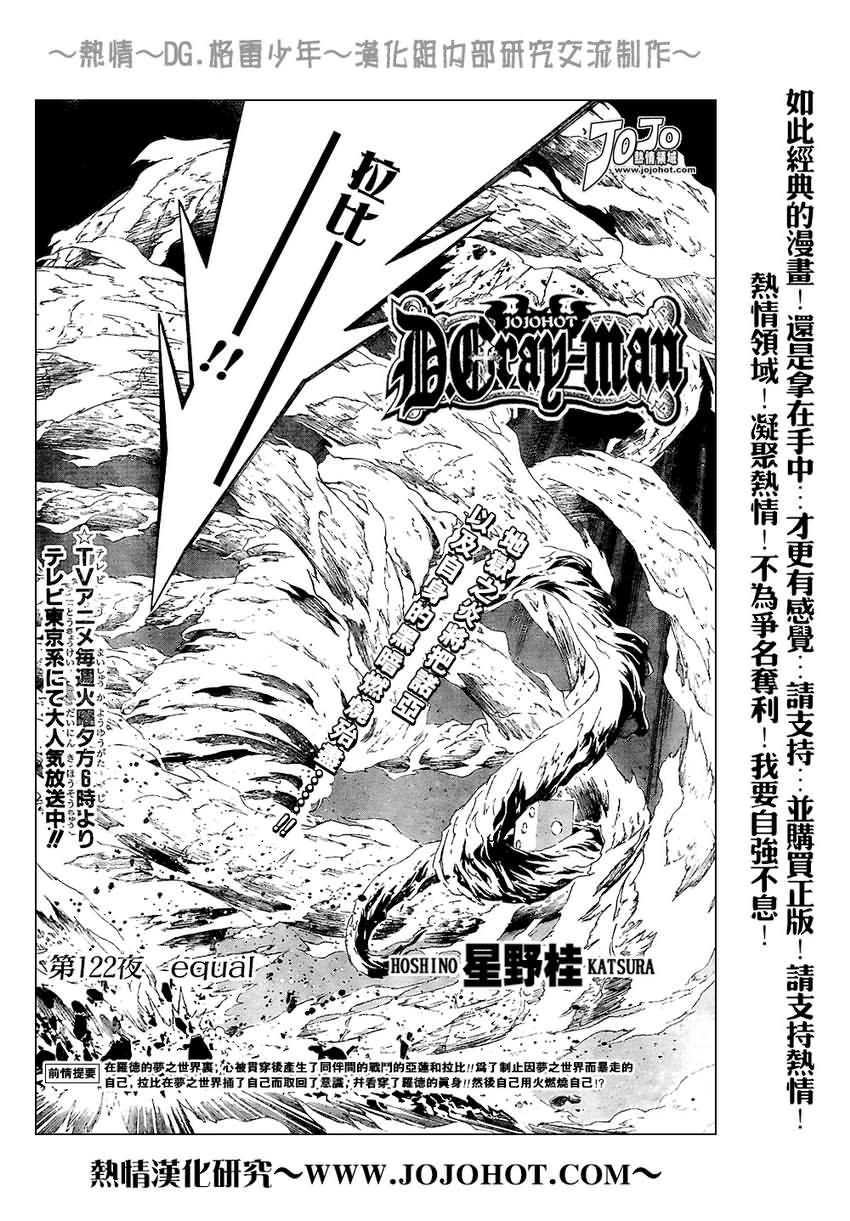 ～熱情～DG.格雷少年～漢化組内部研究交流制作～
如此經典的漫畫！還是拿在手中…才更有感覺…請支持…並購買正版！請支持熱情！
熱情領域！凝聚熱情！不為爭名奪利！我要自強不息！
JOJO
熱情領域
www.jojohot.com
拉比
!!
JOJOHOT
D.Gray-man
地獄之火將把諾亞
以及自身的黑暗燃燒殆盡……!!
☆TVアニメ毎週火曜夕方6時より
テレビ東京系にて大人気放送中!!
第122夜 equal
HOSHINO 星野桂 KATSURA
前情提要
在羅德的夢之世界裏，心被貫穿後產生了同伴間的戰鬥的亞蓮和拉比!!爲了制止因夢之世界而暴走的
自己，拉比在夢之世界捅了自己而取回了意識，并看穿了羅德的眞身!!然後自己用火燃燒自己!?
熱情漢化研究～WWW.JOJOHOT.COM～